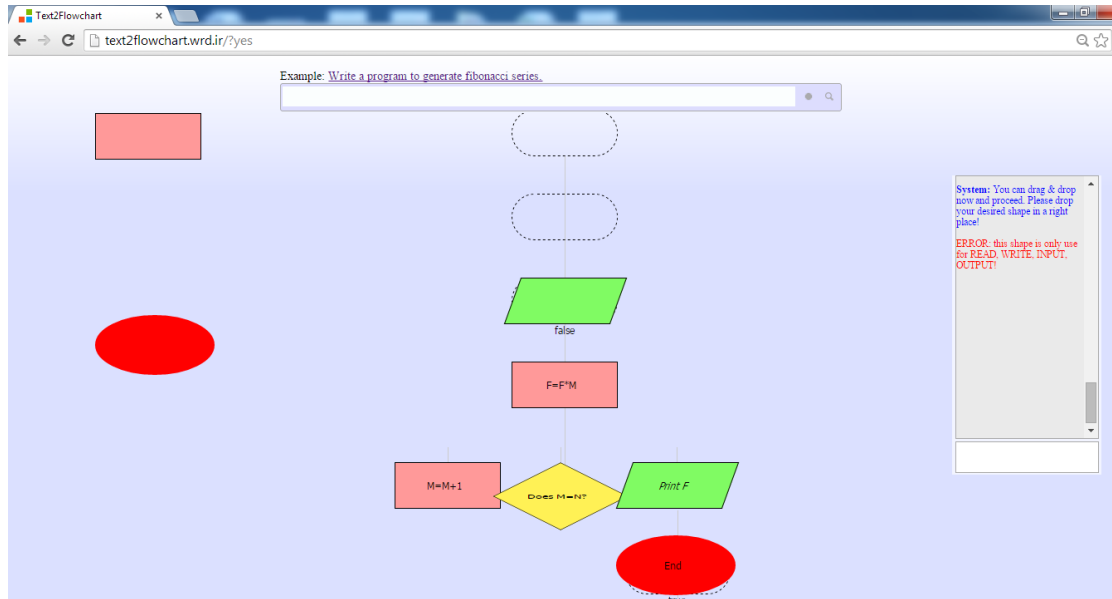 Text2Flowchart
text2flowchart.wrd.ir/?yes
Example: Write a program to generate fibonacci series.
System: You can drag & drop
now and proceed. Please drop
your desired shape in a right
place!
ERROR: this shape is only use
for READ, WRITE, INPUT,
OUTPUT!
false
F=F*M
M=M+1
Does M=N?
Print F
End